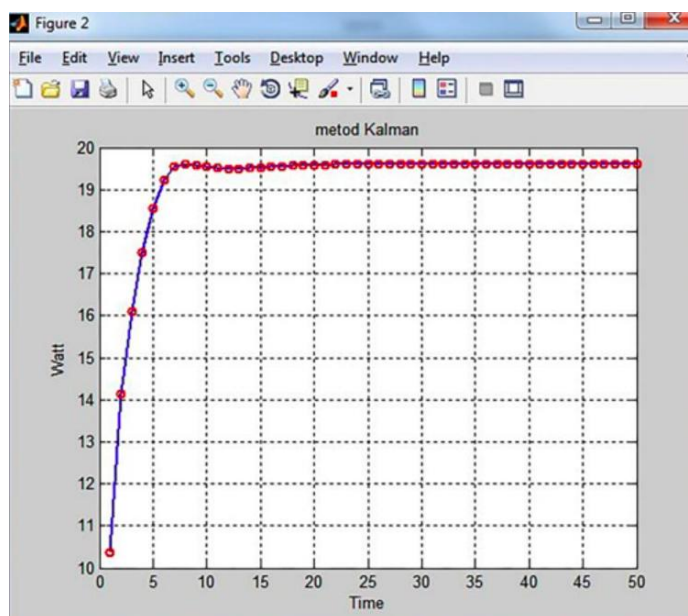 Figure 2
File Edit View Insert Tools Desktop Window Help
metod Kalman
20
19
18
17
16
15
14
13
12
11
10
Watt
0 5 10 15 20 25 30 35 40 45 50
Time